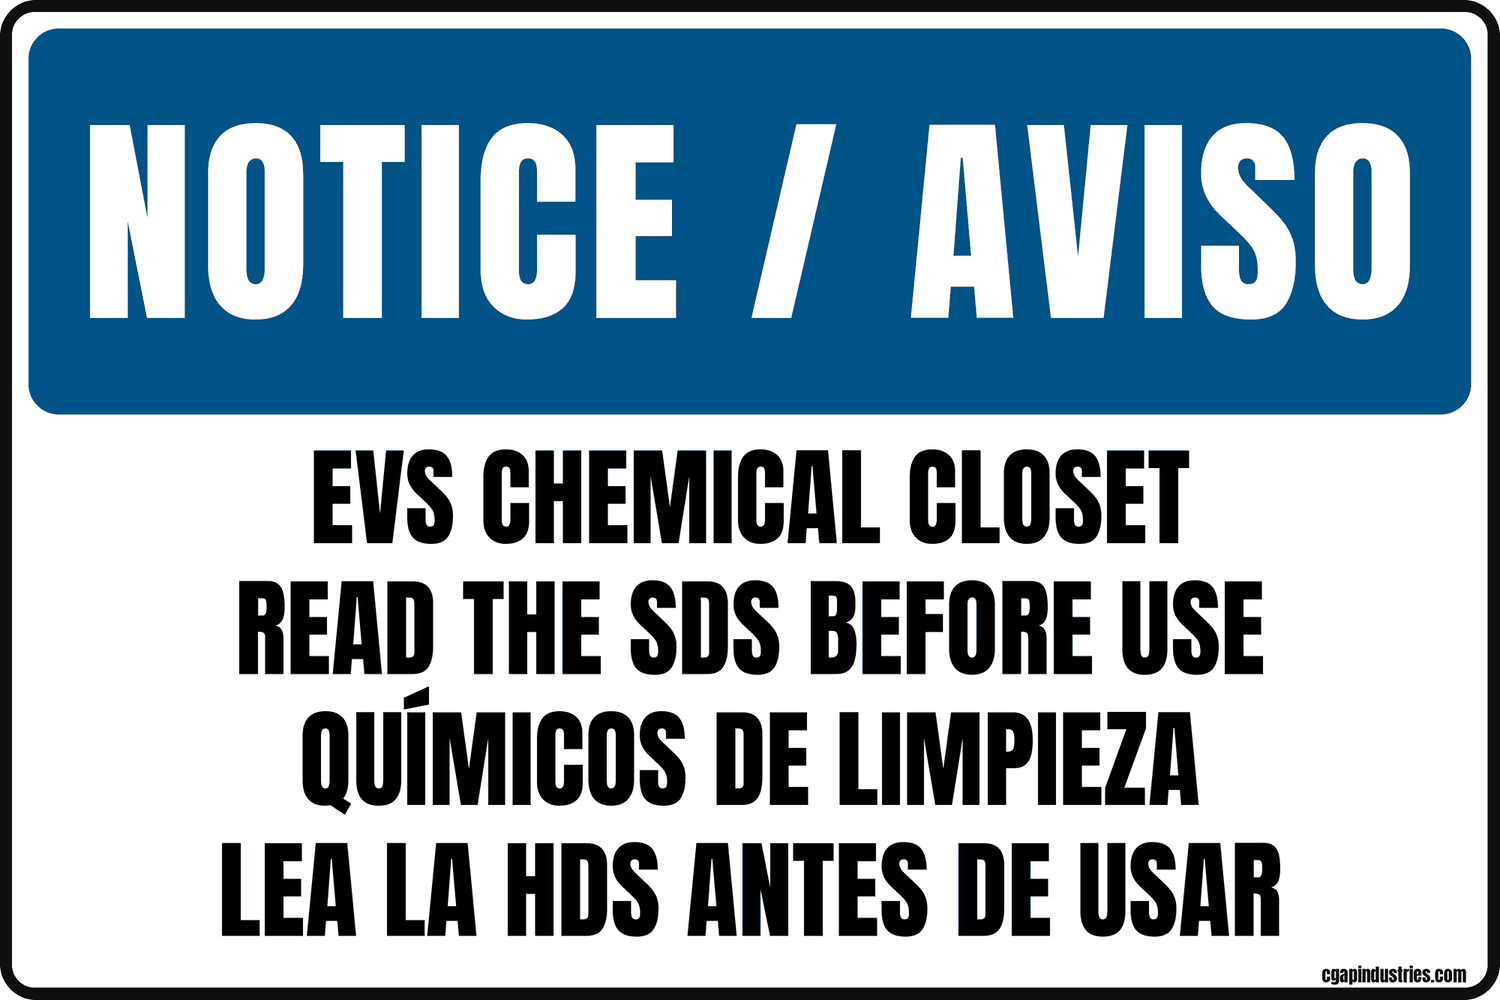 NOTICE / AVISO
EVS CHEMICAL CLOSET
READ THE SDS BEFORE USE
QUÍMICOS DE LIMPIEZA
LEA LA HDS ANTES DE USAR
cgapindustries.com